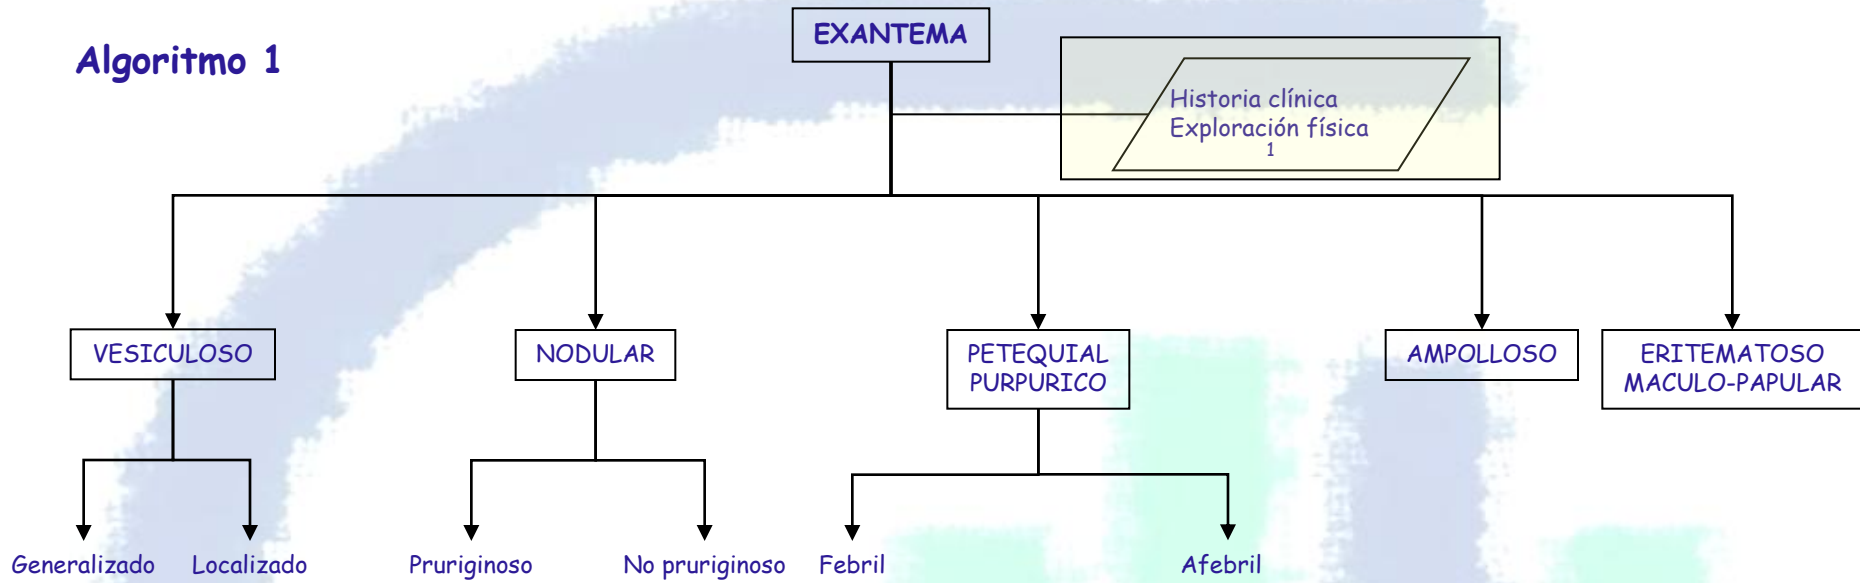 Algoritmo 1
EXANTEMA
Historia clínica
Exploración física
1
VESICULOSO
NODULAR
PETEQUIAL
PURPURICO
AMPOLLOSO
ERITEMATOSO
MACULO-PAPULAR
Generalizado
Localizado
Pruriginoso
No pruriginoso
Febril
Afebril